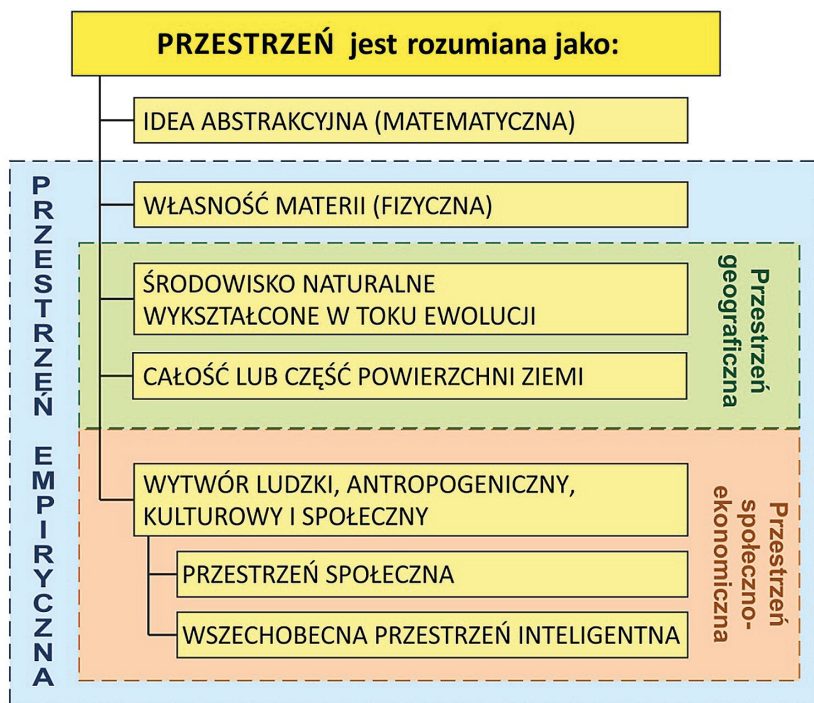 PRZESTRZEŃ jest rozumiana jako:
IDEA ABSTRAKCYJNA (MATEMATYCZNA)
PRZESTRZEŃ EMPIRYCZNA
WŁASNOŚĆ MATERII (FIZYCZNA)
Przestrzeń
geograficzna
ŚRODOWISKO NATURALNE
WYKSZTAŁCONE W TOKU EWOLUCJI
CAŁOŚĆ LUB CZĘŚĆ POWIERZCHNI ZIEMI
Przestrzeń
społeczno-
ekonomiczna
WYTWÓR LUDZKI, ANTROPOGENICZNY,
KULTUROWY I SPOŁECZNY
PRZESTRZEŃ SPOŁECZNA
WSZECHOBECNA PRZESTRZEŃ INTELIGENTNA